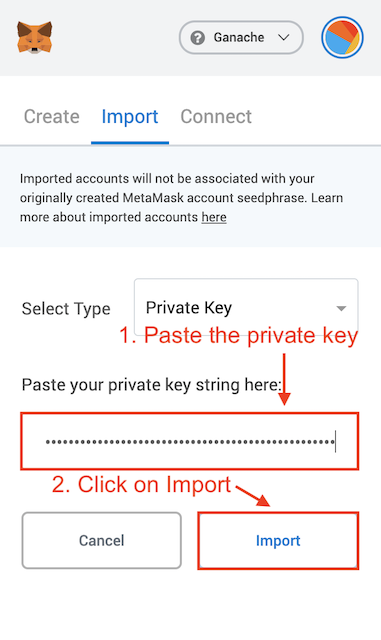 Ganache
Create Import Connect
Imported accounts will not be associated with your
originally created MetaMask account seedphrase. Learn
more about imported accounts here
Select Type
Private Key
1. Paste the private key
Paste your private key string here:
2. Click on Import
Cancel
Import